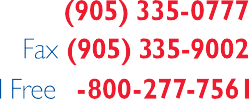 (905) 335-0777
Fax (905) 335-9002
l Free -800-277-7561